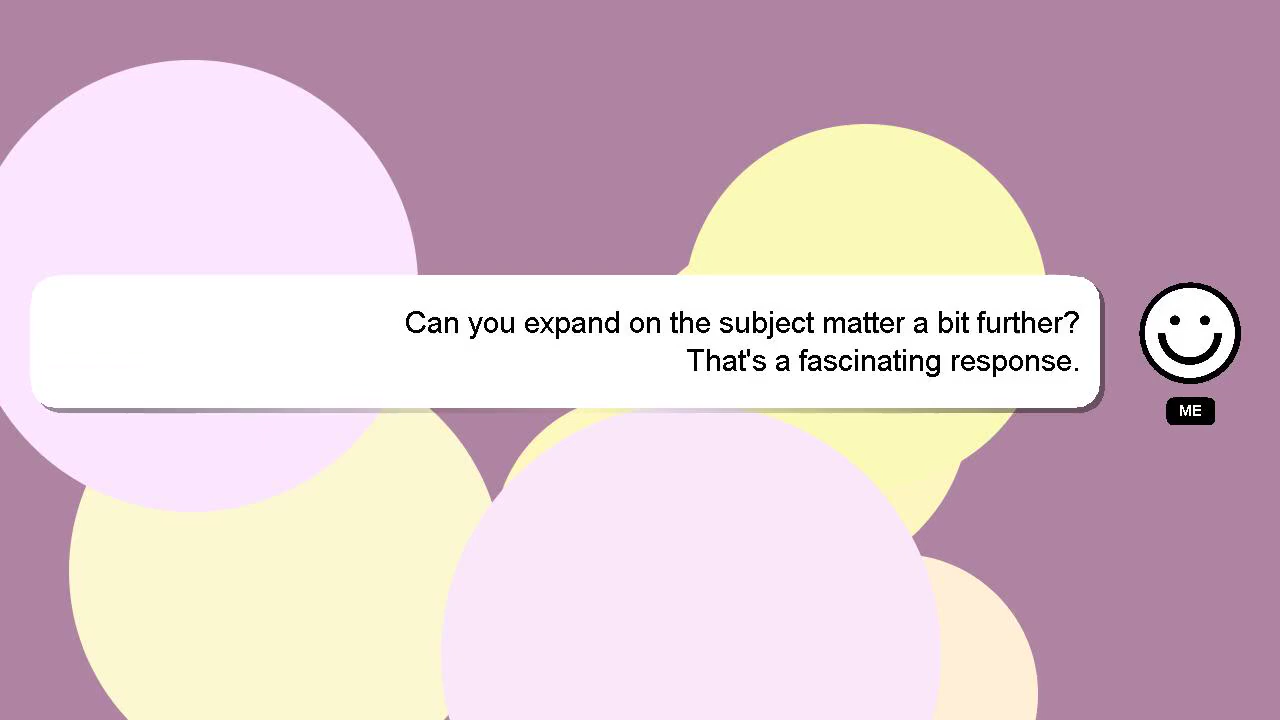 Can you expand on the subject matter a bit further?
That's a fascinating response.
ME